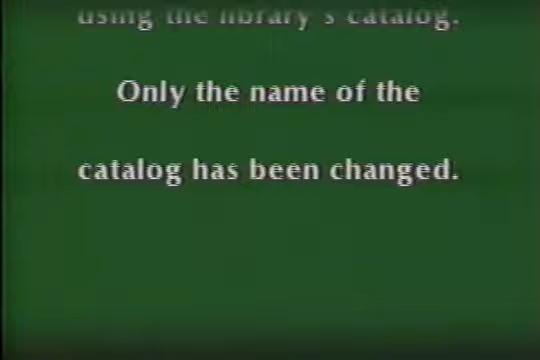 using the library's catalog.
Only the name of the
catalog has been changed.